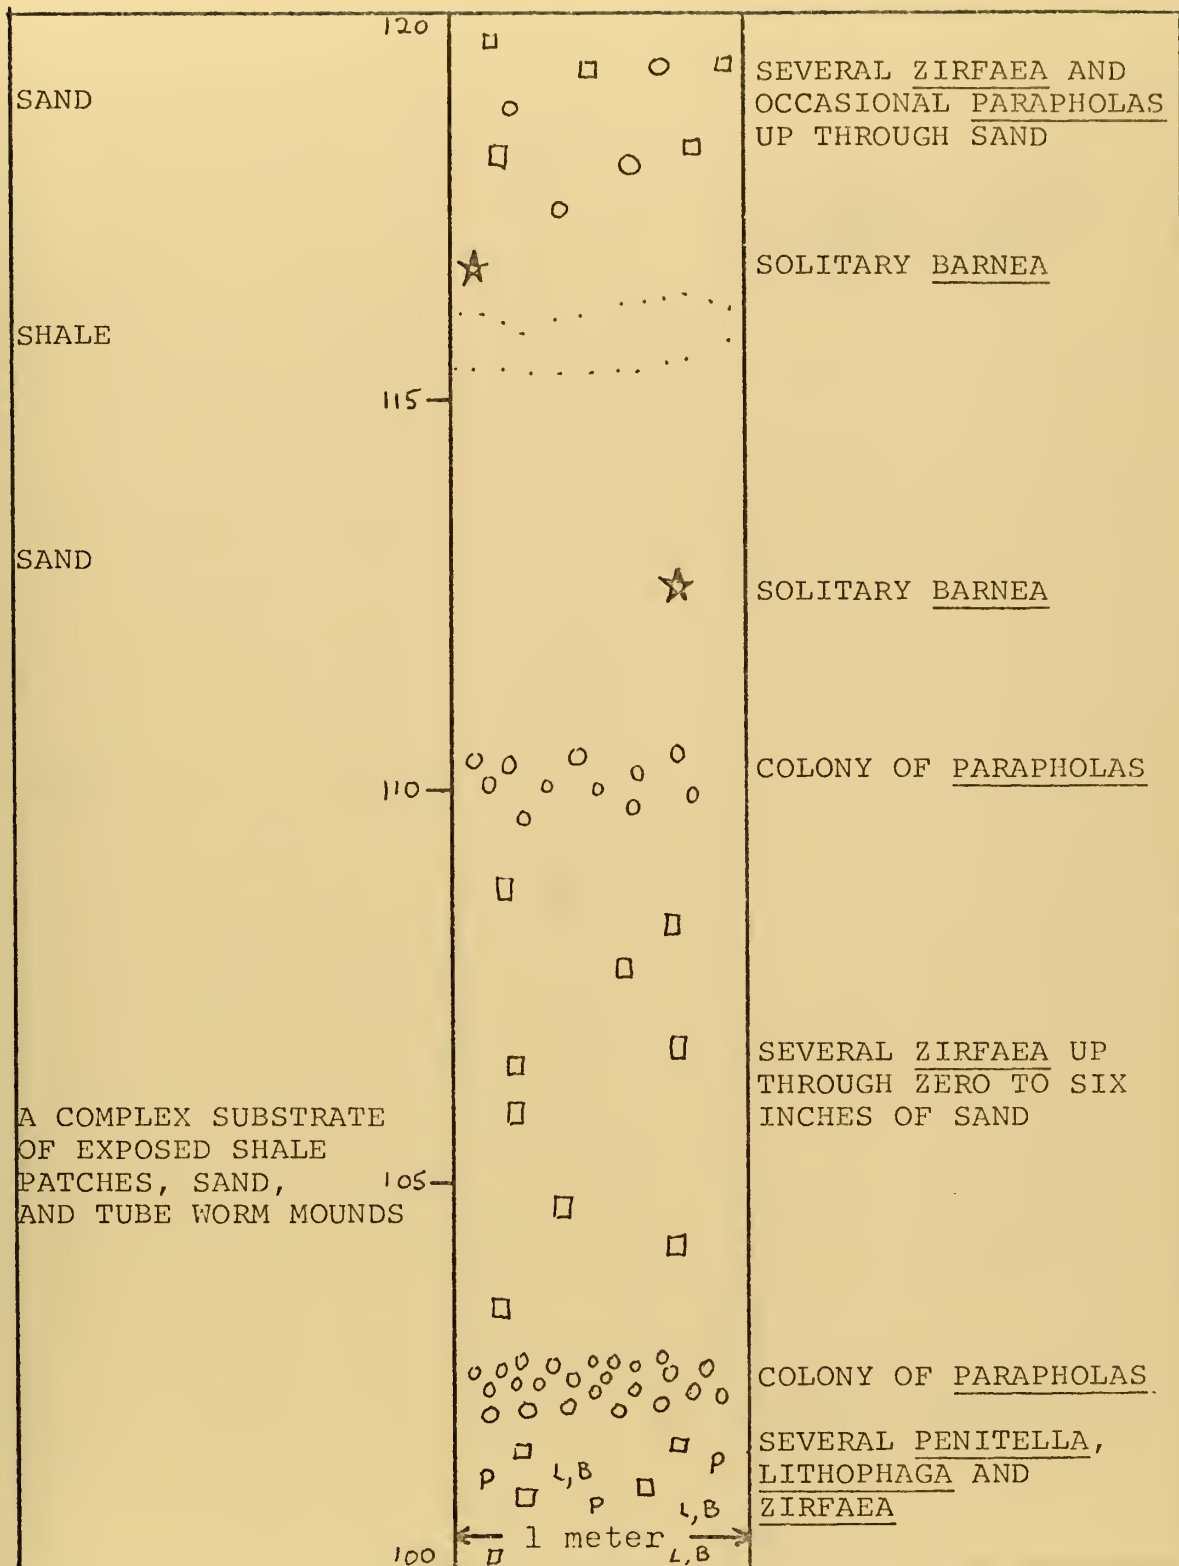 120
SEVERAL ZIRFAEA AND
SAND
OCCASIONAL PARAPHOLAS
UP THROUGH SAND
SOLITARY BARNEA
SHALE
115
SAND
SOLITARY BARNEA
COLONY OF PARAPHOLAS
110
SEVERAL ZIRFAEA UP
THROUGH ZERO TO SIX
INCHES OF SAND
A COMPLEX SUBSTRATE
OF EXPOSED SHALE
PATCHES, SAND,
AND TUBE WORM MOUNDS
105
COLONY OF PARAPHOLAS
SEVERAL PENITELLA,
LITHOPHAGA AND
ZIRFAEA
P L,B P
P L,B
1 meter
100 L,B